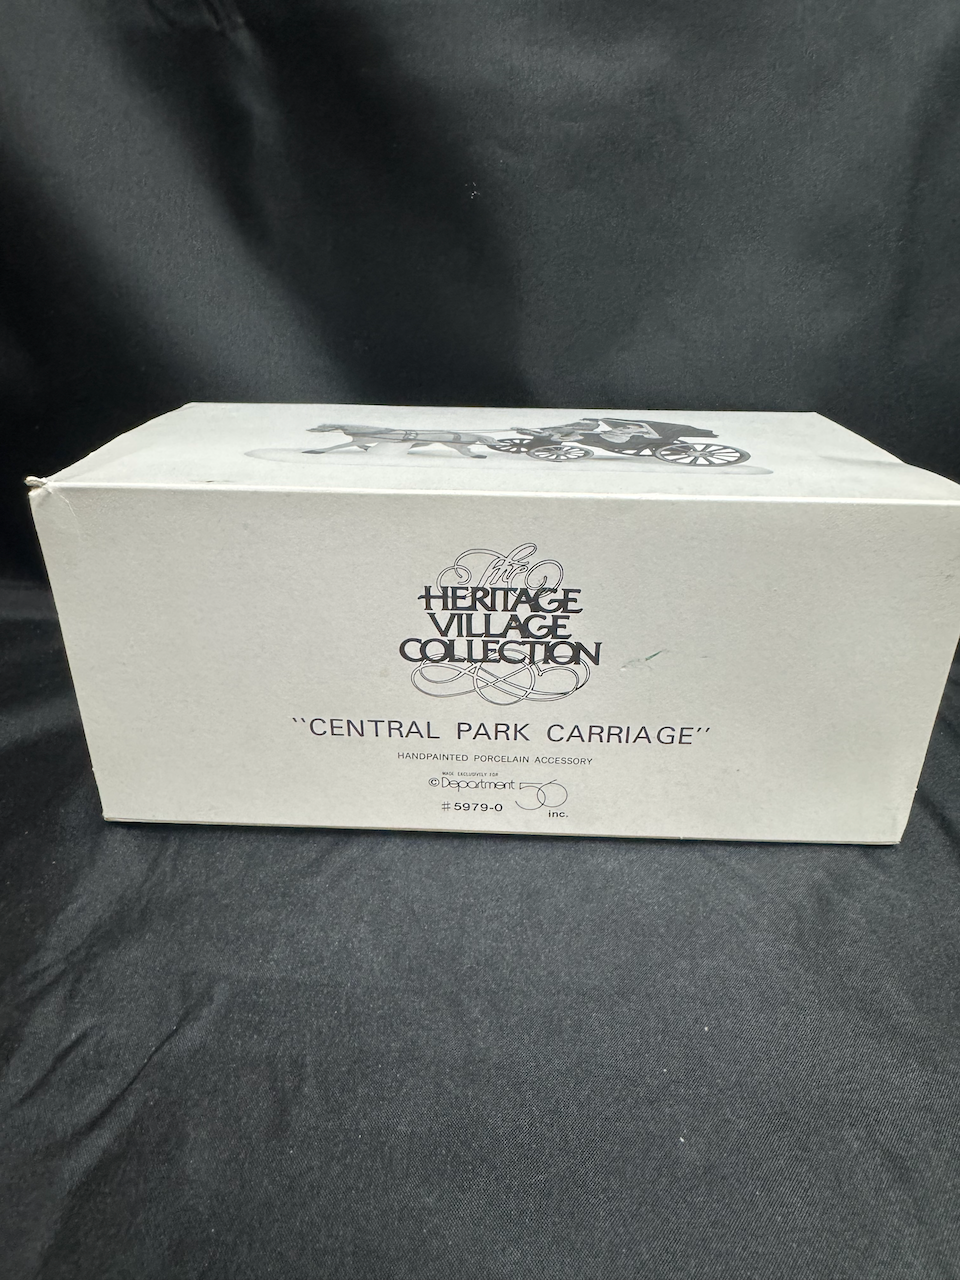 The
HERITAGE
VILLAGE
COLLECTION
"CENTRAL PARK CARRIAGE"
HANDPAINTED PORCELAIN ACCESSORY
MADE EXCLUSIVELY FOR
©Department 56
#5979-0 inc.